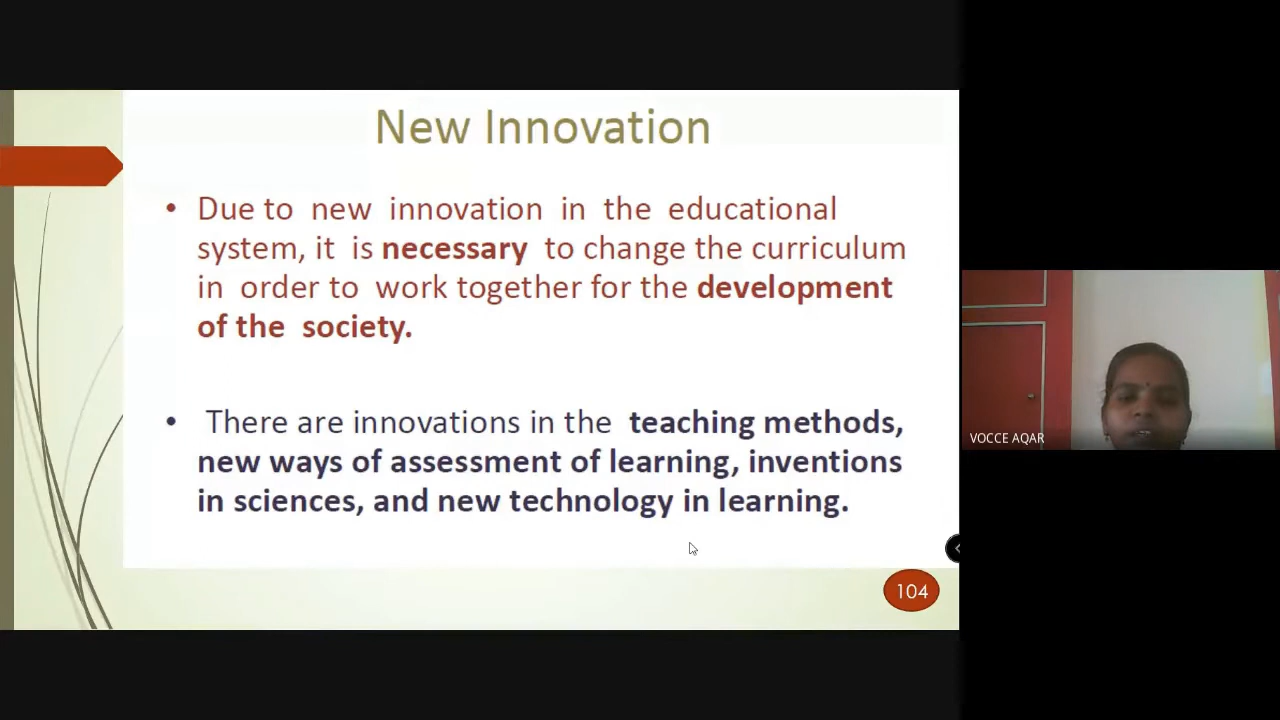 New Innovation
• Due to new innovation in the educational
system, it is necessary to change the curriculum
in order to work together for the development
of the society.
• There are innovations in the teaching methods,
new ways of assessment of learning, inventions
in sciences, and new technology in learning.
104
VOCCE AQAR